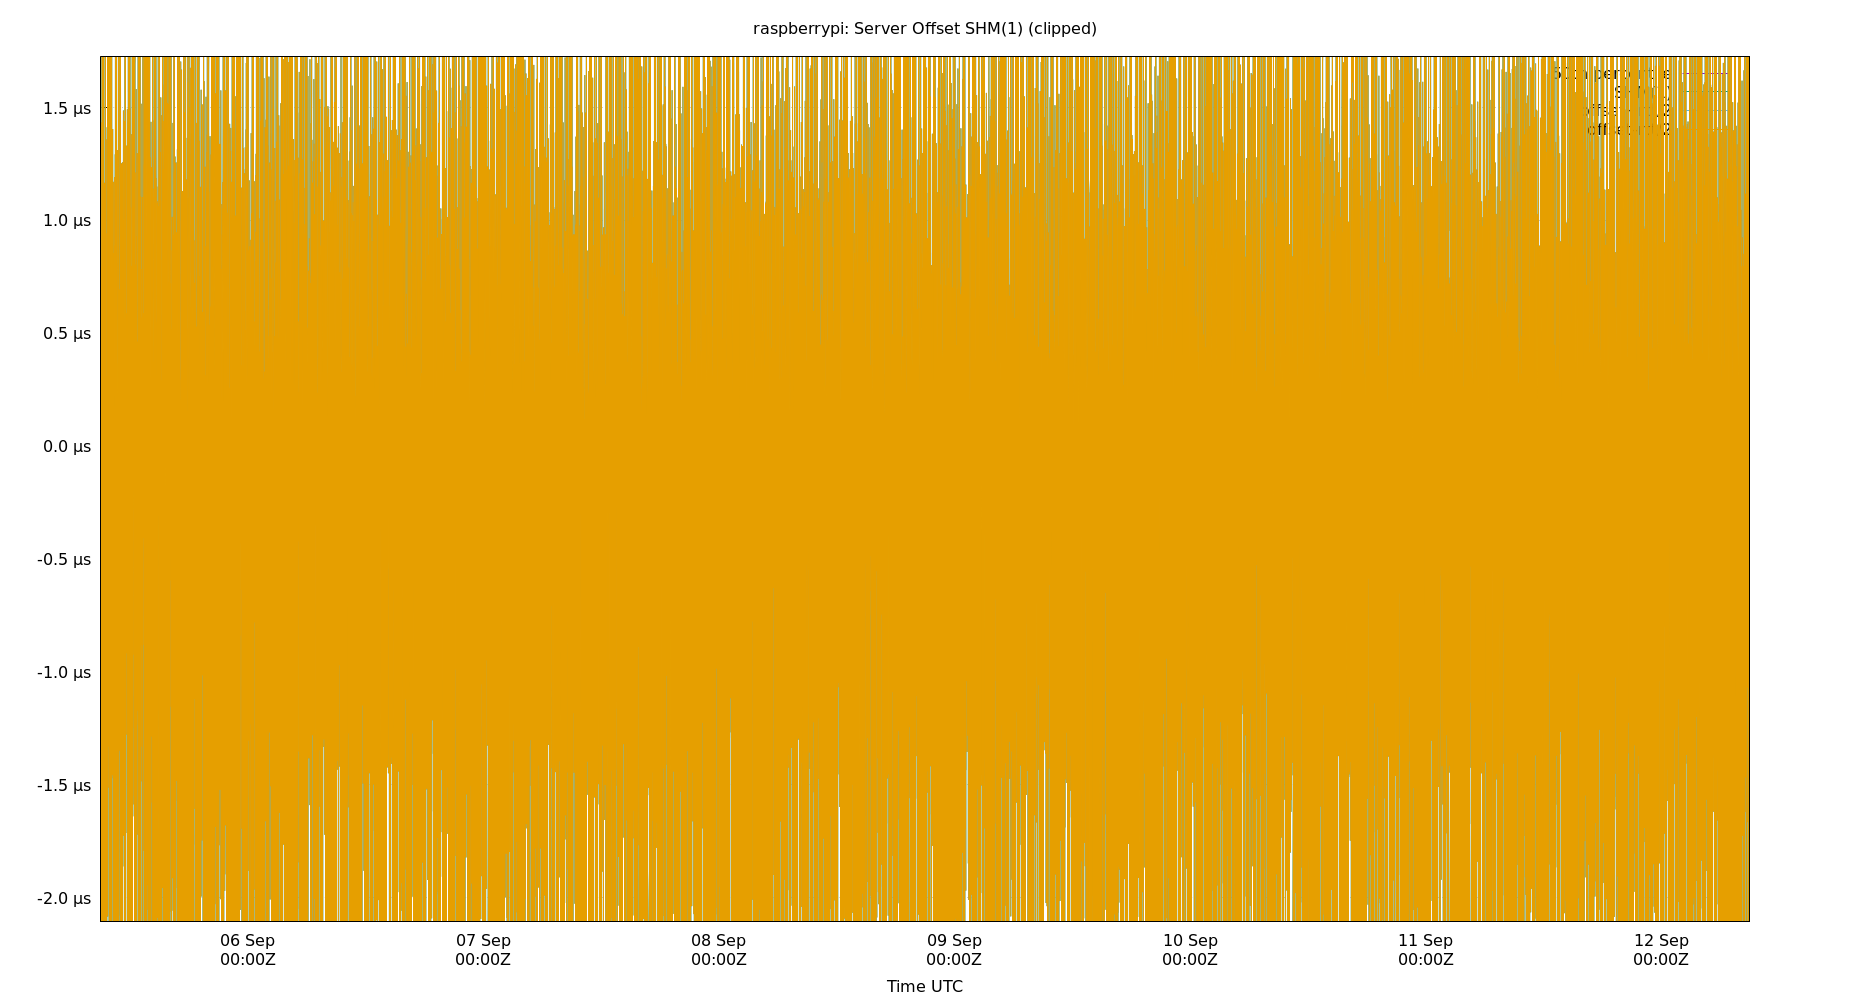 raspberrypi: Server Offset SHM(1) (clipped)
1.5 µs
1.0 µs
0.5 µs
0.0 µs
-0.5 µs
-1.0 µs
-1.5 µs
-2.0 µs
06 Sep 07 Sep 08 Sep 09 Sep 10 Sep 11 Sep 12 Sep
00:00Z 00:00Z 00:00Z 00:00Z 00:00Z 00:00Z 00:00Z
Time UTC